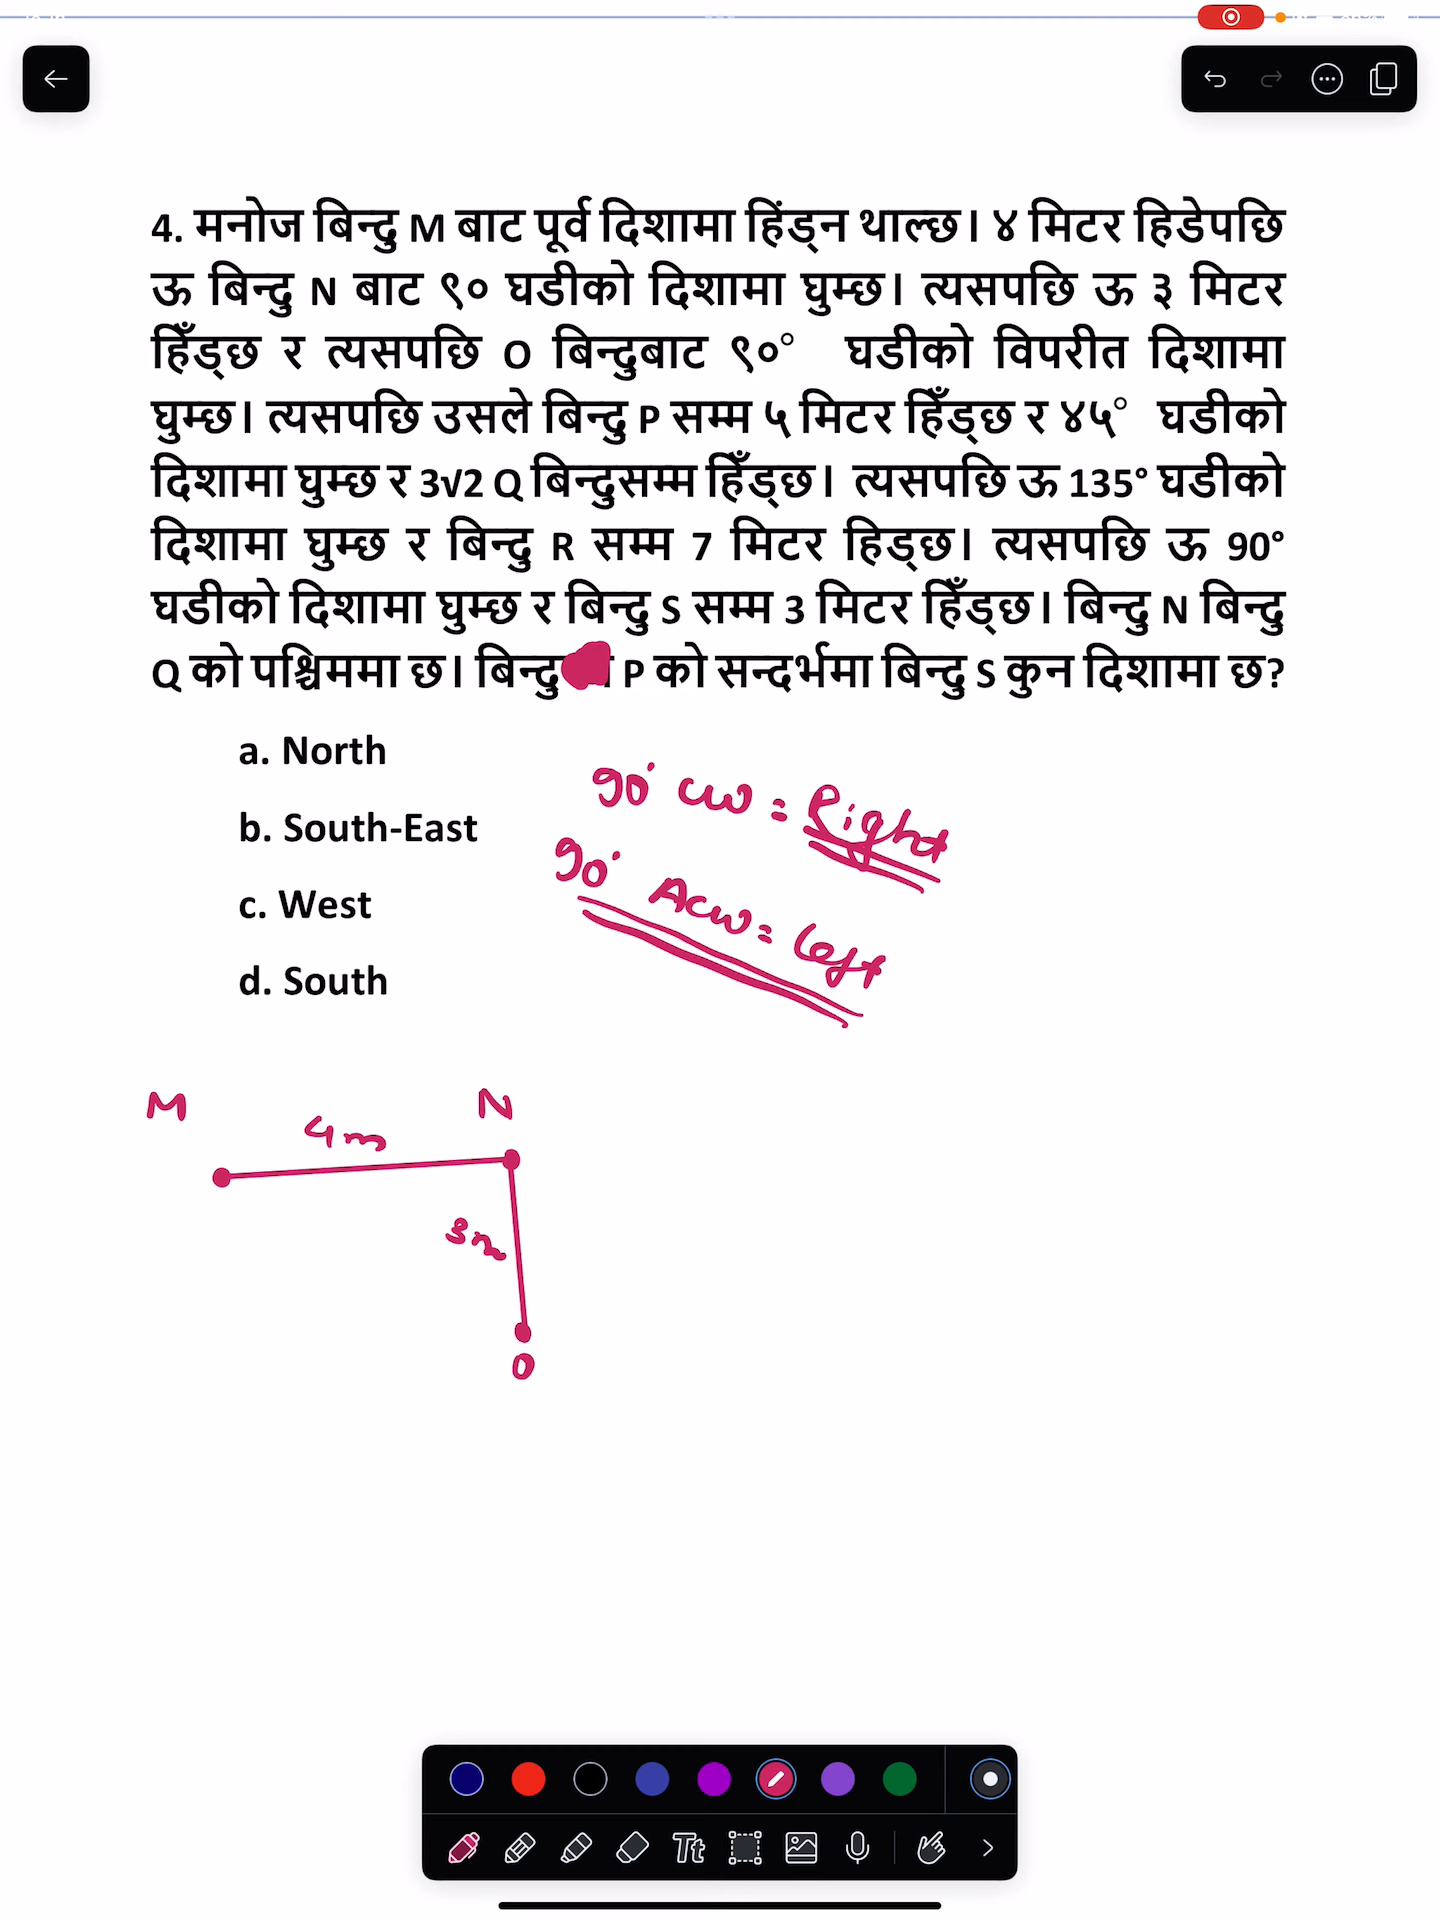 4. मनोज बिन्दु M बाट पूर्व दिशामा हिंड्न थाल्छ। ४ मिटर हिडेपछि
ऊ बिन्दु N बाट ९० घडीको दिशामा घुम्छ। त्यसपछि ऊ ३ मिटर
हिँड्छ र त्यसपछि O बिन्दुबाट ९०° घडीको विपरीत दिशामा
घुम्छ। त्यसपछि उसले बिन्दु P सम्म ५ मिटर हिँड्छ र ४५° घडीको
दिशामा घुम्छ र 3√2 Q बिन्दुसम्म हिँड्छ। त्यसपछि ऊ 135° घडीको
दिशामा घुम्छ र बिन्दु R सम्म 7 मिटर हिड्छ। त्यसपछि ऊ 90°
घडीको दिशामा घुम्छ र बिन्दु S सम्म 3 मिटर हिँड्छ। बिन्दु N बिन्दु
Q को पश्चिममा छ। बिन्दु P को सन्दर्भमा बिन्दु S कुन दिशामा छ?
a. North
b. South-East
c. West
d. South
90° CW = Right
90° ACW = Left
M
4m
N
3m
O
Tt